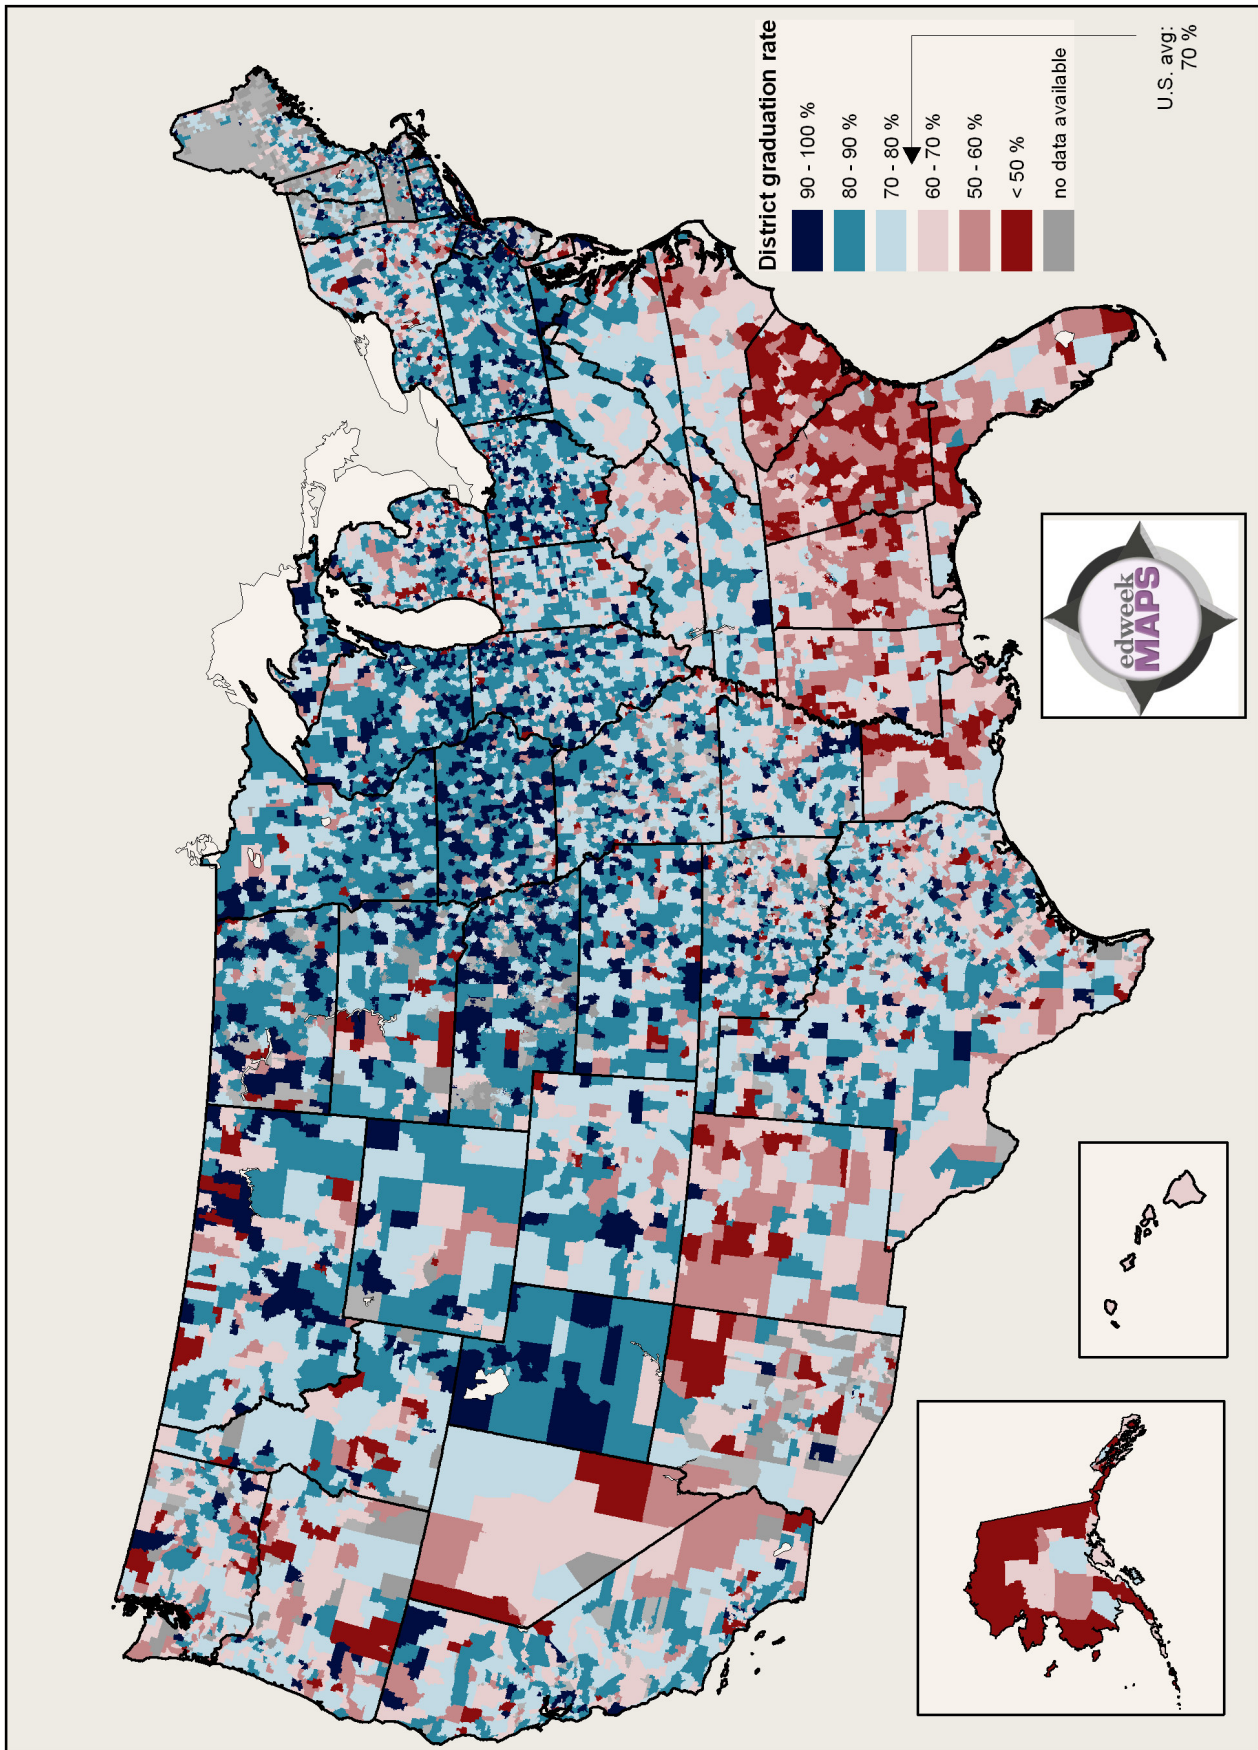 District graduation rate
90 - 100 %
80 - 90 %
70 - 80 %
60 - 70 %
50 - 60 %
< 50 %
no data available
U.S. avg:
70 %
edweek
MAPS